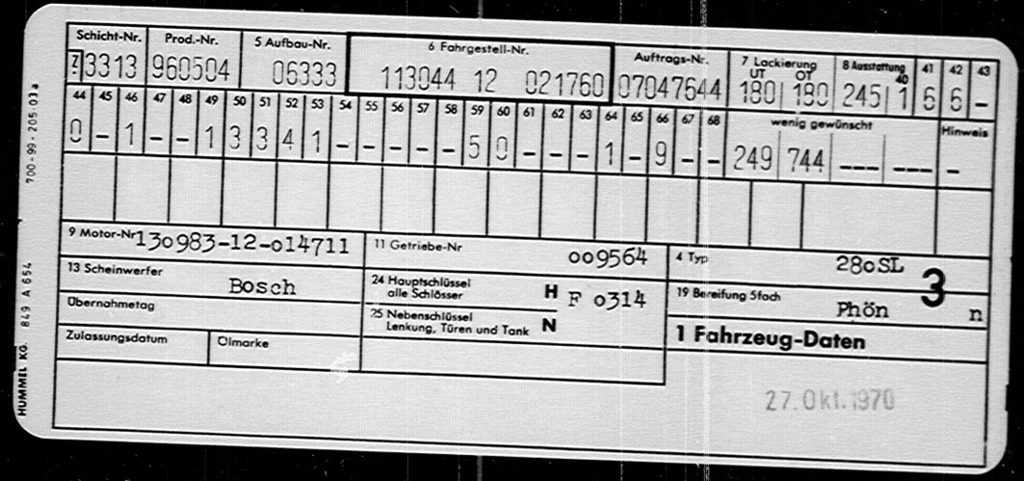 Schicht-Nr. Prod.-Nr. 5 Aufbau-Nr. 6 Fahrgestell-Nr. Auftrags-Nr. 7 Lackierung 8 Ausstattung 41 42 43
UT OT 40
Z! 3313 960504 06333 113044 12 021760 07047644 180 180 245 1 6 6 -
44 45 46 47 48 49 50 51 52 53 54 55 56 57 58 59 60 61 62 63 64 65 66 67 68 wenig gewünscht Hinweis
0 - 1 - - 1 3 3 4 1 - - - - - 5 0 - - - 1 - 9 - - 249 744 --- --- -
9 Motor-Nr 130983-12-014711 11 Getriebe-Nr 009564 4 Typ 280SL 3
13 Scheinwerfer Bosch 24 Hauptschlüssel alle Schlösser H F 0314 19 Bereifung 5fach Phön n
Übernahmetag 25 Nebenschlüssel Lenkung, Türen und Tank N 1 Fahrzeug-Daten
Zulassungsdatum Ölmarke
27. Okt. 1970
HUMMEL KG. 849 A 654 700-99-205 03a